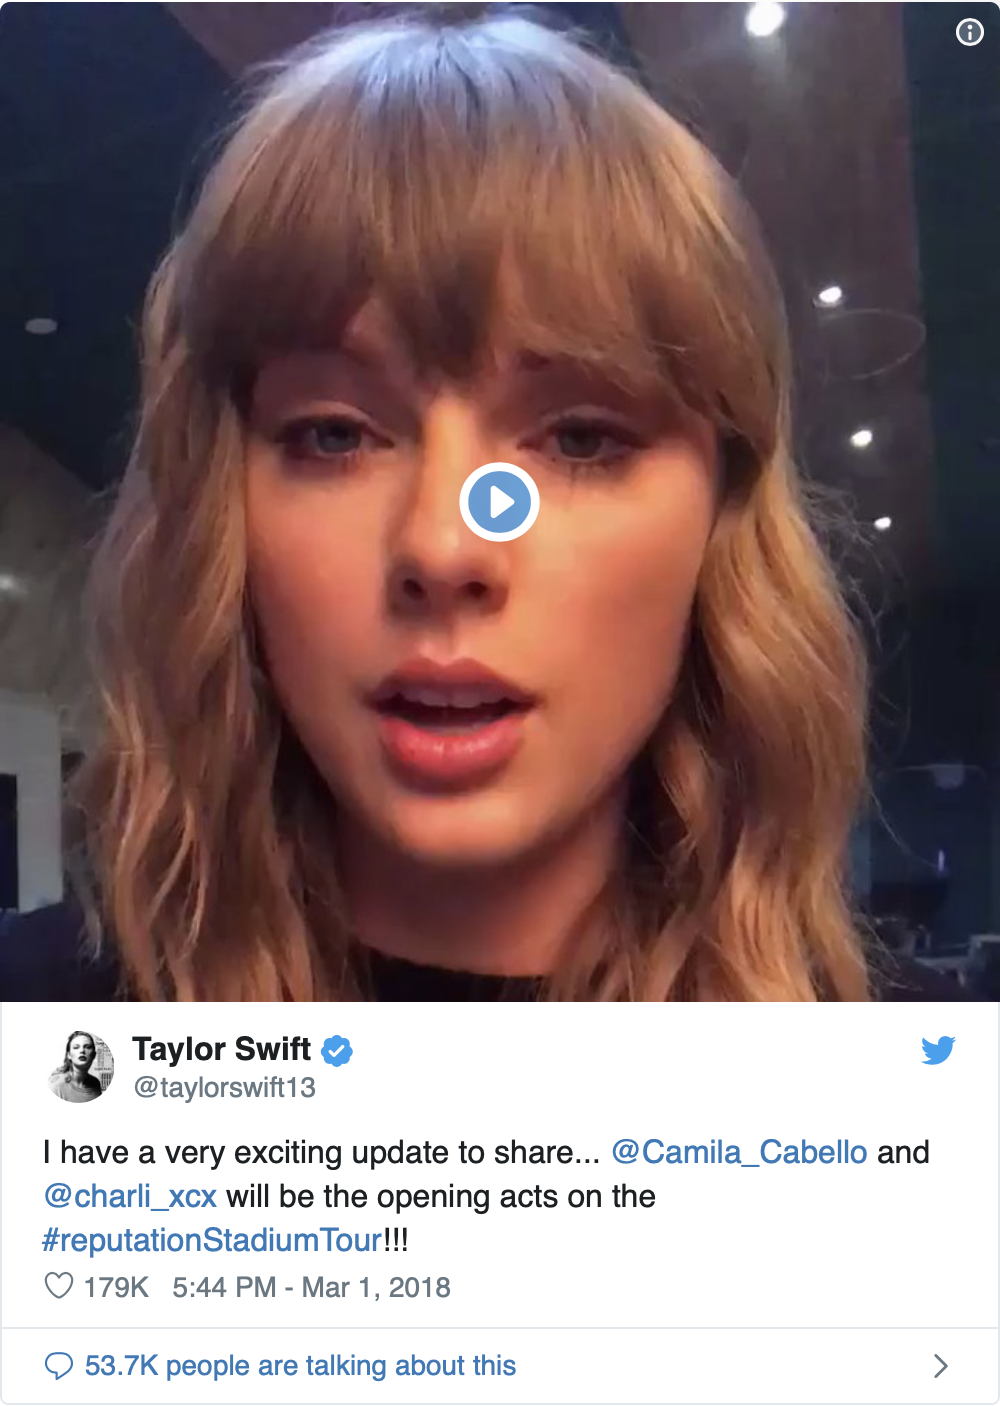 Taylor Swift
@taylorswift13
I have a very exciting update to share... @Camila_Cabello and
@charli_xcx will be the opening acts on the
#reputationStadiumTour!!!
179K 5:44 PM - Mar 1, 2018
53.7K people are talking about this